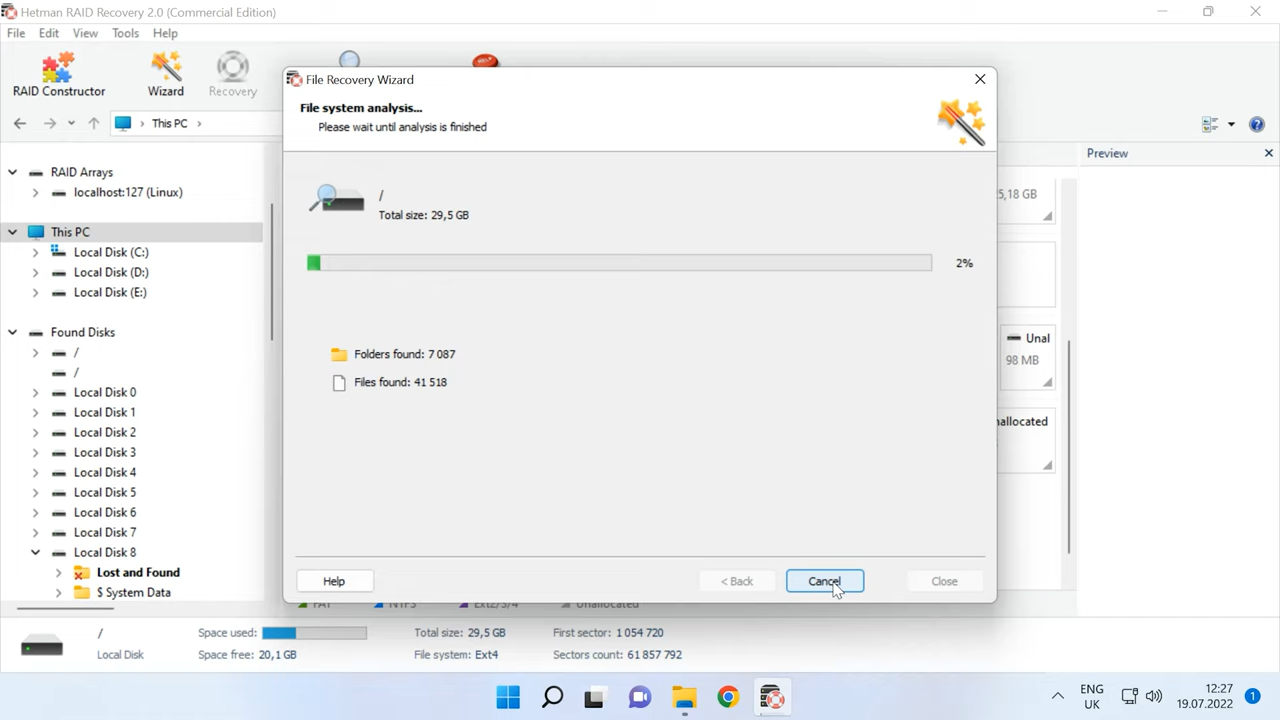 Hetman RAID Recovery 2.0 (Commercial Edition)
File Edit View Tools Help
HELP
RAID Constructor Wizard Recovery
This PC
File Recovery Wizard
File system analysis...
Please wait until analysis is finished
Preview
/
Total size: 29,5 GB
2%
Folders found: 7 087
Files found: 41 518
Help < Back Cancel Close
RAID Arrays
localhost:127 (Linux)
This PC
Local Disk (C:)
Local Disk (D:)
Local Disk (E:)
Found Disks
/
/
Local Disk 0
Local Disk 1
Local Disk 2
Local Disk 3
Local Disk 4
Local Disk 5
Local Disk 6
Local Disk 7
Local Disk 8
Lost and Found
$ System Data
5,18 GB
Unal
98 MB
nallocated
FAT NTFS Ext2/3/4 Unallocated
/
Local Disk
Space used:
Space free: 20,1 GB
Total size: 29,5 GB
File system: Ext4
First sector: 1 054 720
Sectors count: 61 857 792
ENG
UK
12:27
19.07.2022
1